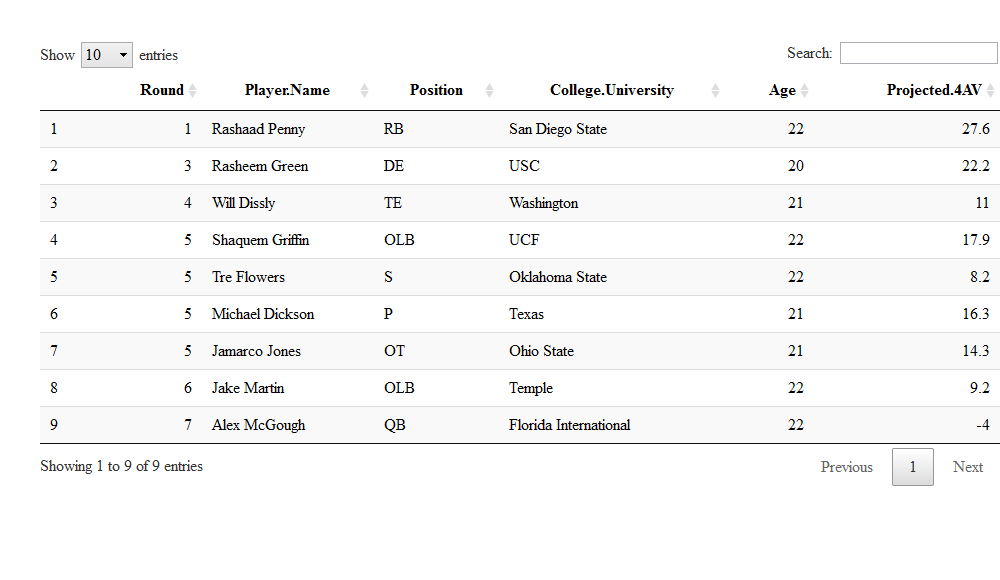 Show 10 entries Search:
Round Player.Name Position College.University Age Projected.4AV
1 1 Rashaad Penny RB San Diego State 22 27.6
2 3 Rasheem Green DE USC 20 22.2
3 4 Will Dissly TE Washington 21 11
4 5 Shaquem Griffin OLB UCF 22 17.9
5 5 Tre Flowers S Oklahoma State 22 8.2
6 5 Michael Dickson P Texas 21 16.3
7 5 Jamarco Jones OT Ohio State 21 14.3
8 6 Jake Martin OLB Temple 22 9.2
9 7 Alex McGough QB Florida International 22 -4
Showing 1 to 9 of 9 entries Previous 1 Next